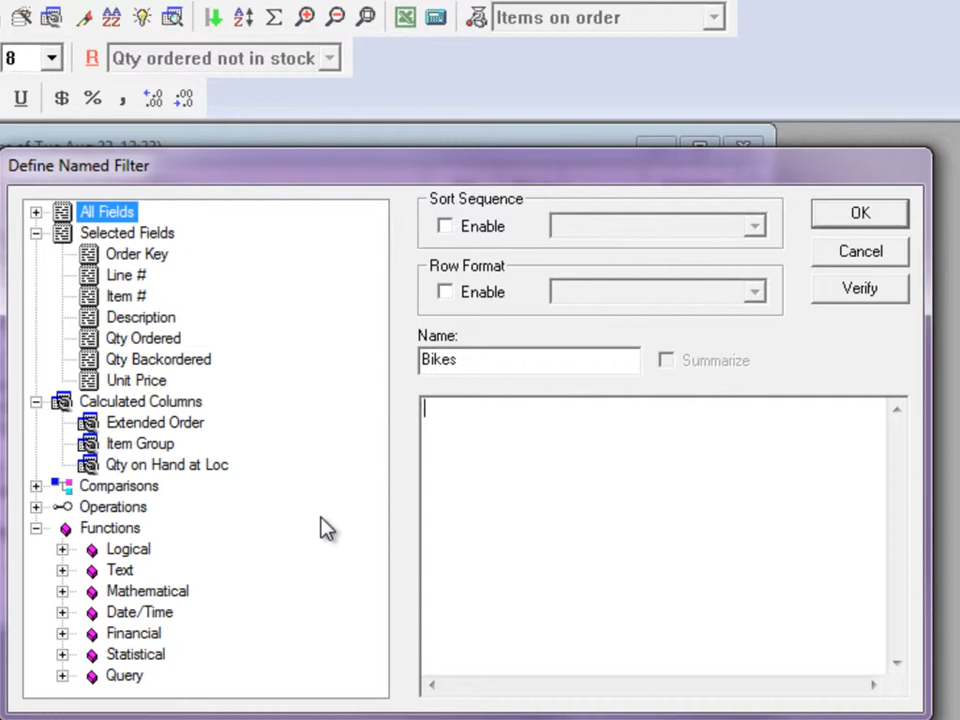 Items on order
8
R
Qty ordered not in stock
U $ % , .00 .00
Define Named Filter
All Fields
Selected Fields
Order Key
Line #
Item #
Description
Qty Ordered
Qty Backordered
Unit Price
Calculated Columns
Extended Order
Item Group
Qty on Hand at Loc
Comparisons
Operations
Functions
Logical
Text
Mathematical
Date/Time
Financial
Statistical
Query
Sort Sequence
Enable
Row Format
Enable
Name:
Bikes
Summarize
OK
Cancel
Verify